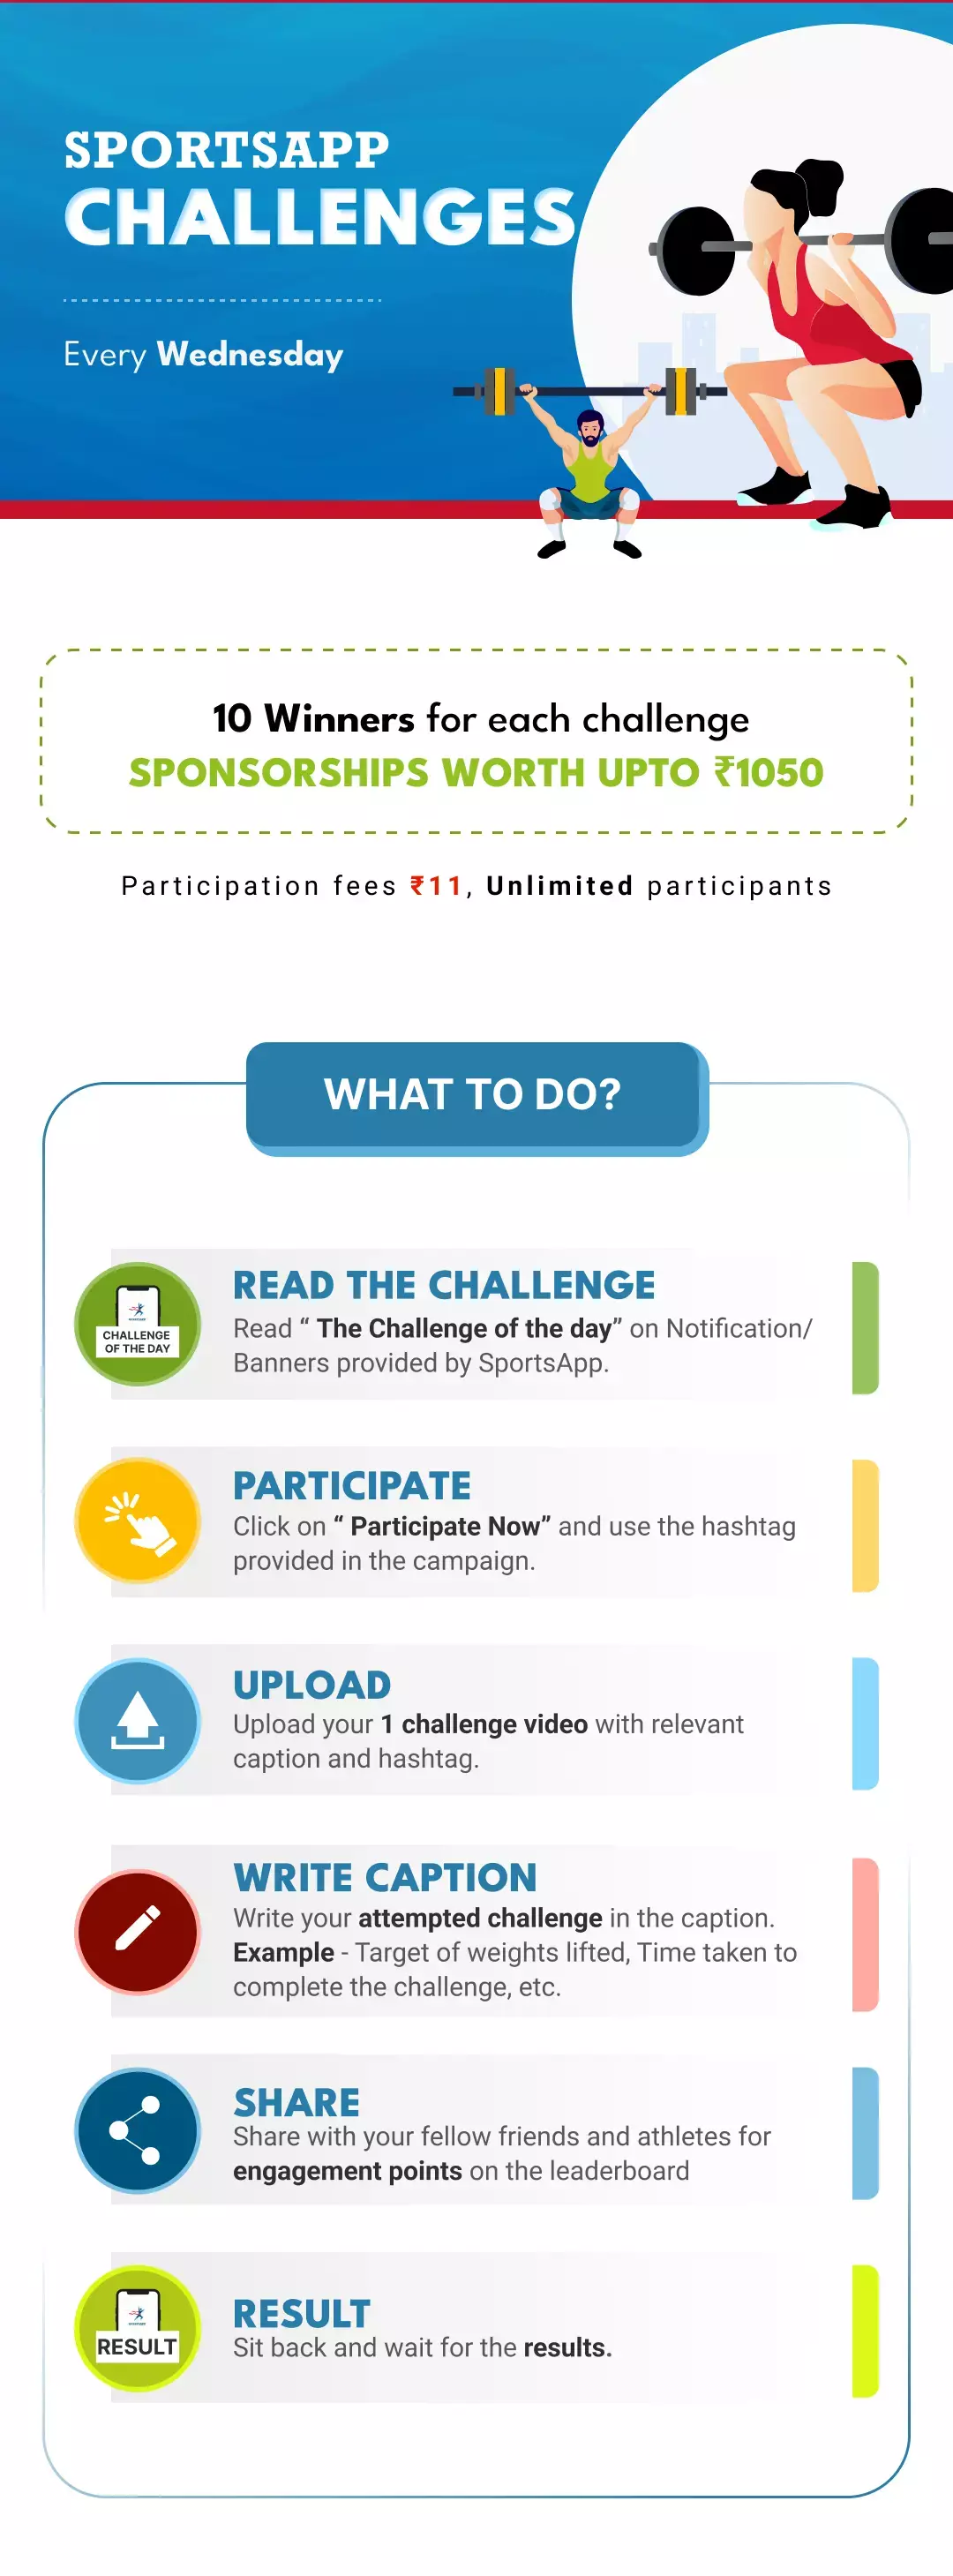 SPORTSAPP
CHALLENGES
Every Wednesday
10 Winners for each challenge
SPONSORSHIPS WORTH UPTO ₹1050
Participation fees ₹11, Unlimited participants
WHAT TO DO?
CHALLENGE
OF THE DAY
READ THE CHALLENGE
Read “ The Challenge of the day” on Notification/
Banners provided by SportsApp.
PARTICIPATE
Click on “ Participate Now” and use the hashtag
provided in the campaign.
UPLOAD
Upload your 1 challenge video with relevant
caption and hashtag.
WRITE CAPTION
Write your attempted challenge in the caption.
Example - Target of weights lifted, Time taken to
complete the challenge, etc.
SHARE
Share with your fellow friends and athletes for
engagement points on the leaderboard
RESULT
RESULT
Sit back and wait for the results.